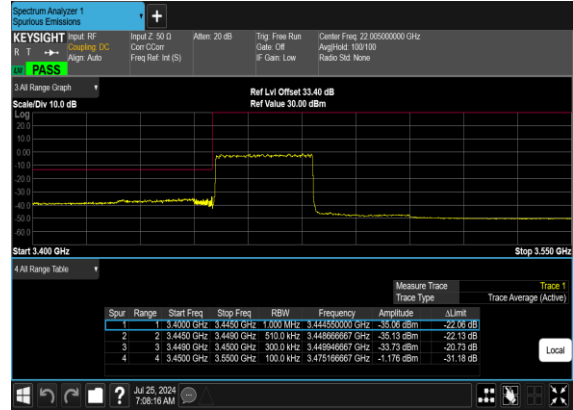 Spectrum Analyzer 1
Spurious Emissions
KEYSIGHT
R T
LXI PASS
Input: RF
Coupling: DC
Align: Auto
Input Z: 50 Ω
Corr CCorr
Freq Ref: Int (S)
Atten: 20 dB
Trig: Free Run
Gate: Off
IF Gain: Low
Center Freq: 22.005000000 GHz
Avg|Hold: 100/100
Radio Std: None
3 All Range Graph
Scale/Div 10.0 dB
Ref Lvl Offset 33.40 dB
Ref Value 30.00 dBm
Log
20.0
10.0
0.00
-10.0
-20.0
-30.0
-40.0
-50.0
-60.0
Start 3.400 GHz
Stop 3.550 GHz
4 All Range Table
Measure Trace Trace 1
Trace Type Trace Average (Active)
Spur Range Start Freq Stop Freq RBW Frequency Amplitude ΔLimit
1 1 3.4000 GHz 3.4450 GHz 1.000 MHz 3.444550000 GHz -35.06 dBm -22.06 dB
2 2 3.4450 GHz 3.4490 GHz 510.0 kHz 3.448666667 GHz -35.13 dBm -22.13 dB
3 3 3.4490 GHz 3.4500 GHz 300.0 kHz 3.449946667 GHz -33.73 dBm -20.73 dB
4 4 3.4500 GHz 3.5500 GHz 100.0 kHz 3.475166667 GHz -1.176 dBm -31.18 dB
Local
?
Jul 25, 2024
7:08:16 AM